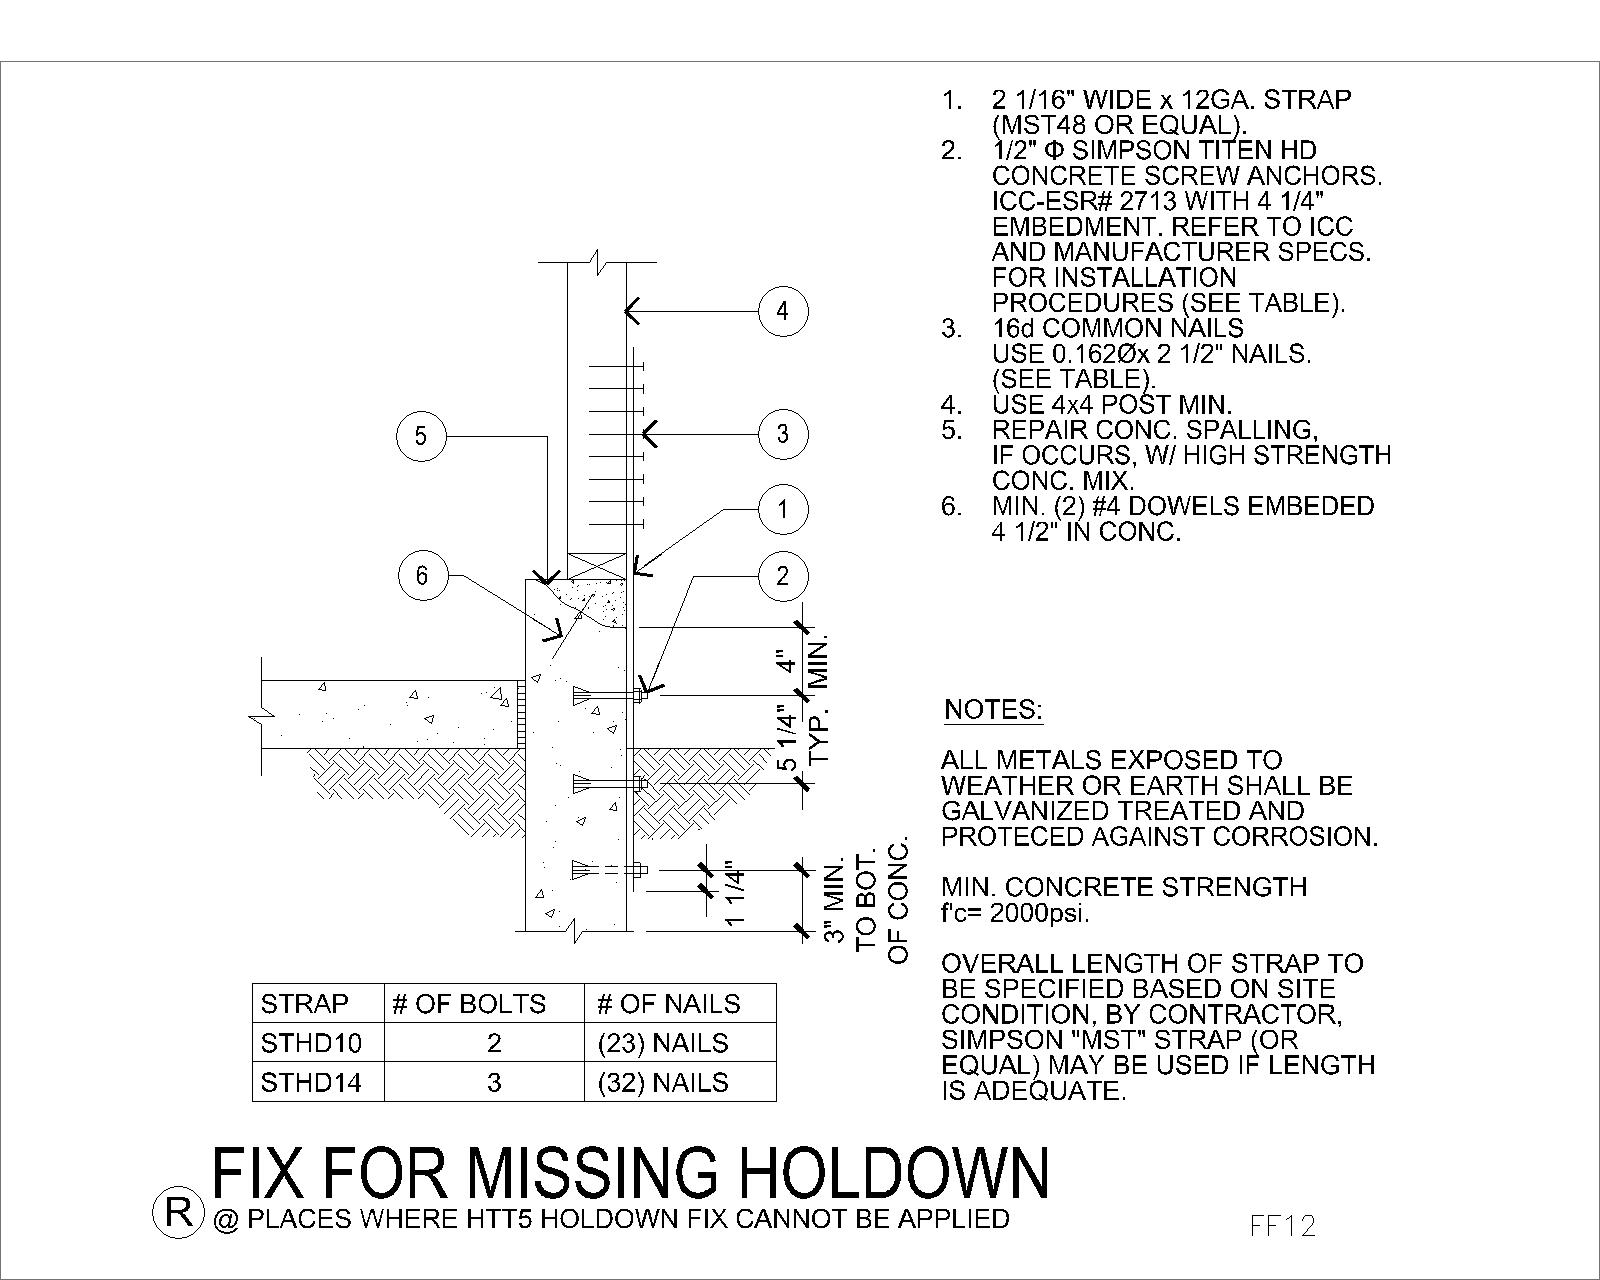 1. 2 1/16" WIDE x 12GA. STRAP
(MST48 OR EQUAL).
2. 1/2" Φ SIMPSON TITEN HD
CONCRETE SCREW ANCHORS.
ICC-ESR# 2713 WITH 4 1/4"
EMBEDMENT. REFER TO ICC
AND MANUFACTURER SPECS.
FOR INSTALLATION
PROCEDURES (SEE TABLE).
3. 16d COMMON NAILS
USE 0.162Øx 2 1/2" NAILS.
(SEE TABLE).
4. USE 4x4 POST MIN.
5. REPAIR CONC. SPALLING,
IF OCCURS, W/ HIGH STRENGTH
CONC. MIX.
6. MIN. (2) #4 DOWELS EMBEDED
4 1/2" IN CONC.
4
5
3
1
6
2
4"
MIN.
5 1/4"
TYP.
1 1/4"
3" MIN.
TO BOT.
OF CONC.
NOTES:
ALL METALS EXPOSED TO
WEATHER OR EARTH SHALL BE
GALVANIZED TREATED AND
PROTECED AGAINST CORROSION.
MIN. CONCRETE STRENGTH
f'c= 2000psi.
OVERALL LENGTH OF STRAP TO
BE SPECIFIED BASED ON SITE
CONDITION, BY CONTRACTOR,
SIMPSON "MST" STRAP (OR
EQUAL) MAY BE USED IF LENGTH
IS ADEQUATE.
STRAP # OF BOLTS # OF NAILS
STHD10 2 (23) NAILS
STHD14 3 (32) NAILS
FIX FOR MISSING HOLDOWN
R @ PLACES WHERE HTT5 HOLDOWN FIX CANNOT BE APPLIED
FF12